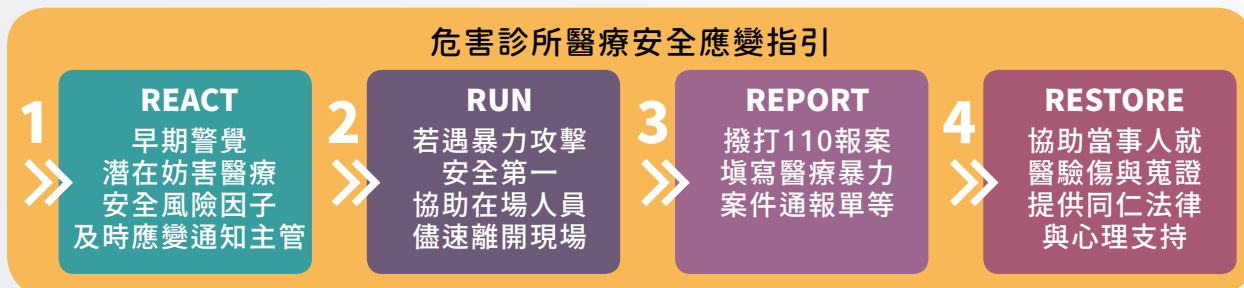 危害診所醫療安全應變指引
1
REACT
早期警覺
潛在妨害醫療
安全風險因子
及時應變通知主管
2
RUN
若遇暴力攻擊
安全第一
協助在場人員
儘速離開現場
3
REPORT
撥打110報案
填寫醫療暴力
案件通報單等
4
RESTORE
協助當事人就
醫驗傷與蒐證
提供同仁法律
與心理支持